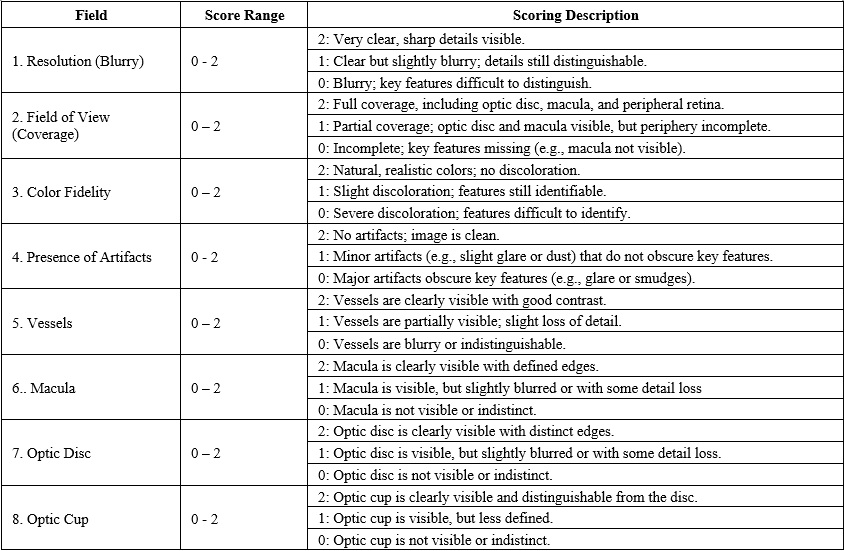 Field Score Range Scoring Description
1. Resolution (Blurry) 0 - 2
2: Very clear, sharp details visible.
1: Clear but slightly blurry; details still distinguishable.
0: Blurry; key features difficult to distinguish.
2. Field of View
(Coverage) 0 – 2
2: Full coverage, including optic disc, macula, and peripheral retina.
1: Partial coverage; optic disc and macula visible, but periphery incomplete.
0: Incomplete; key features missing (e.g., macula not visible).
3. Color Fidelity 0 – 2
2: Natural, realistic colors; no discoloration.
1: Slight discoloration; features still identifiable.
0: Severe discoloration; features difficult to identify.
4. Presence of Artifacts 0 - 2
2: No artifacts; image is clean.
1: Minor artifacts (e.g., slight glare or dust) that do not obscure key features.
0: Major artifacts obscure key features (e.g., glare or smudges).
5. Vessels 0 – 2
2: Vessels are clearly visible with good contrast.
1: Vessels are partially visible; slight loss of detail.
0: Vessels are blurry or indistinguishable.
6.. Macula 0 – 2
2: Macula is clearly visible with defined edges.
1: Macula is visible, but slightly blurred or with some detail loss
0: Macula is not visible or indistinct.
7. Optic Disc 0 – 2
2: Optic disc is clearly visible with distinct edges.
1: Optic disc is visible, but slightly blurred or with some detail loss.
0: Optic disc is not visible or indistinct.
8. Optic Cup 0 - 2
2: Optic cup is clearly visible and distinguishable from the disc.
1: Optic cup is visible, but less defined.
0: Optic cup is not visible or indistinct.